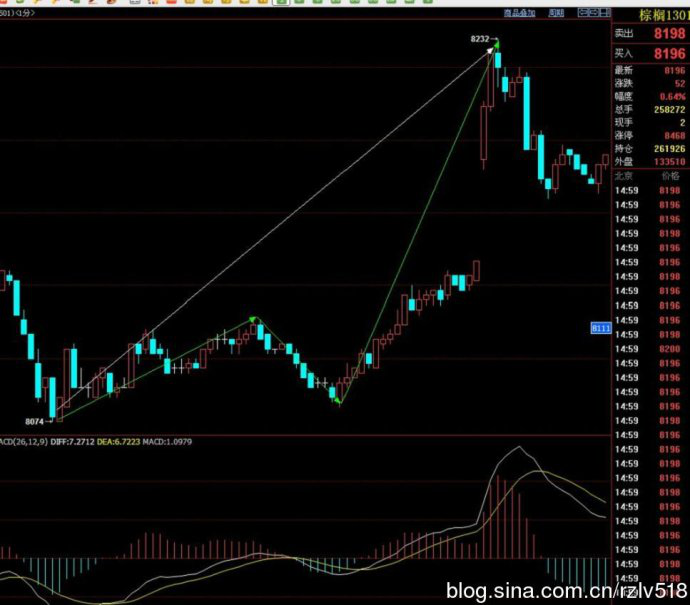 501)<1分>
商品叠加 周期
棕榈1301
卖出 8198
买入 8196
最新 8196
涨跌 52
幅度 0.64%
总手 258272
现手 2
涨停 8468
持仓 261926
外盘 133510
北京 价格
14:59 8198
14:59 8196
14:59 8196
14:59 8198
14:59 8198
14:59 8196
14:59 8198
14:59 8196
14:59 8196
14:59 8196
14:59 8198
14:59 8200
14:59 8198
14:59 8196
14:59 8196
14:59 8196
14:59 8198
14:59 8196
14:59 8196
14:59 8196
14:59 8196
14:59 8198
14:59 8196
14:59 8198
14:59 8196
14:59 8196
14:59 8198
8232
8111
8074
ACD(26,12,9) DIFF:7.2712 DEA:6.7223 MACD:1.0979
blog.sina.com.cn/rzlv518